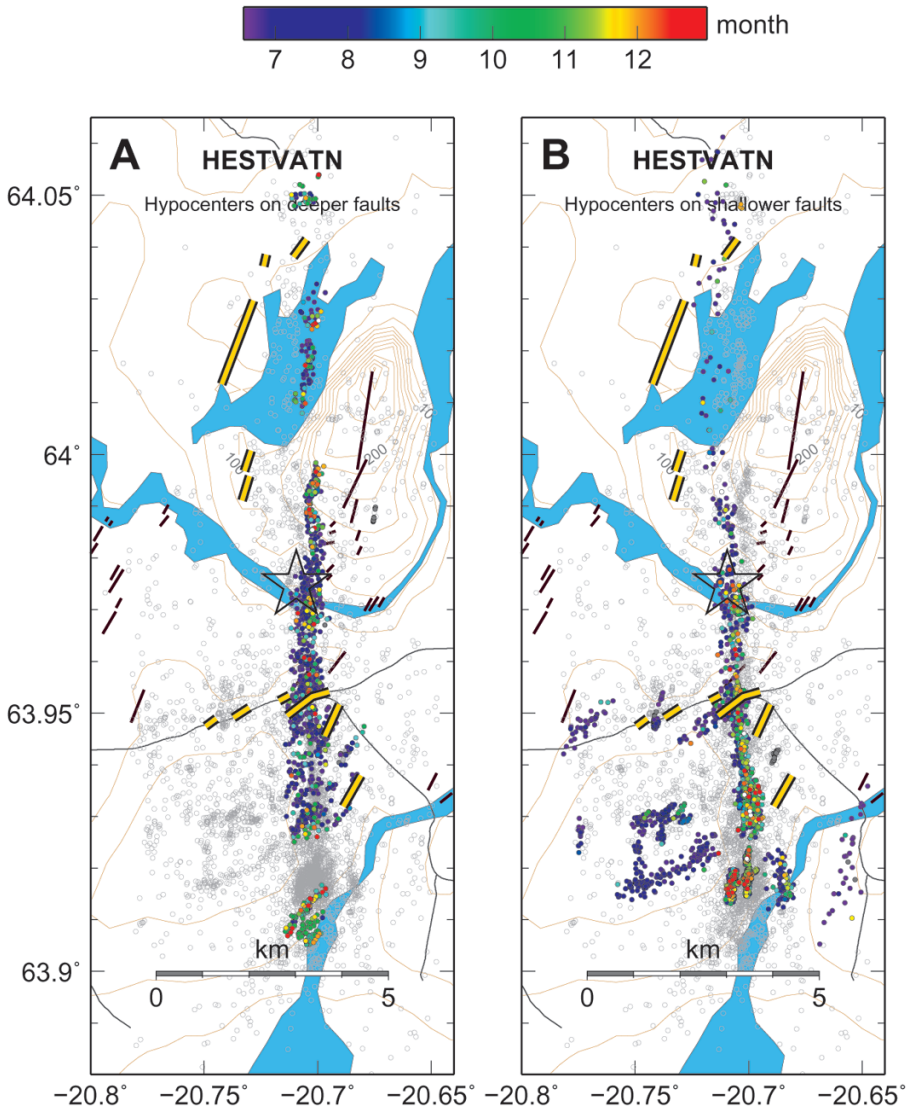 month
7 8 9 10 11 12
A HESTVATN
Hypocenters on deeper faults
B HESTVATN
Hypocenters on shallower faults
64.05°
64°
63.95°
63.9°
100
200
10
100
200
10
km
0 5
km
0 5
−20.8 −20.75 −20.7 −20.65°
−20.8 −20.75 −20.7 −20.65°